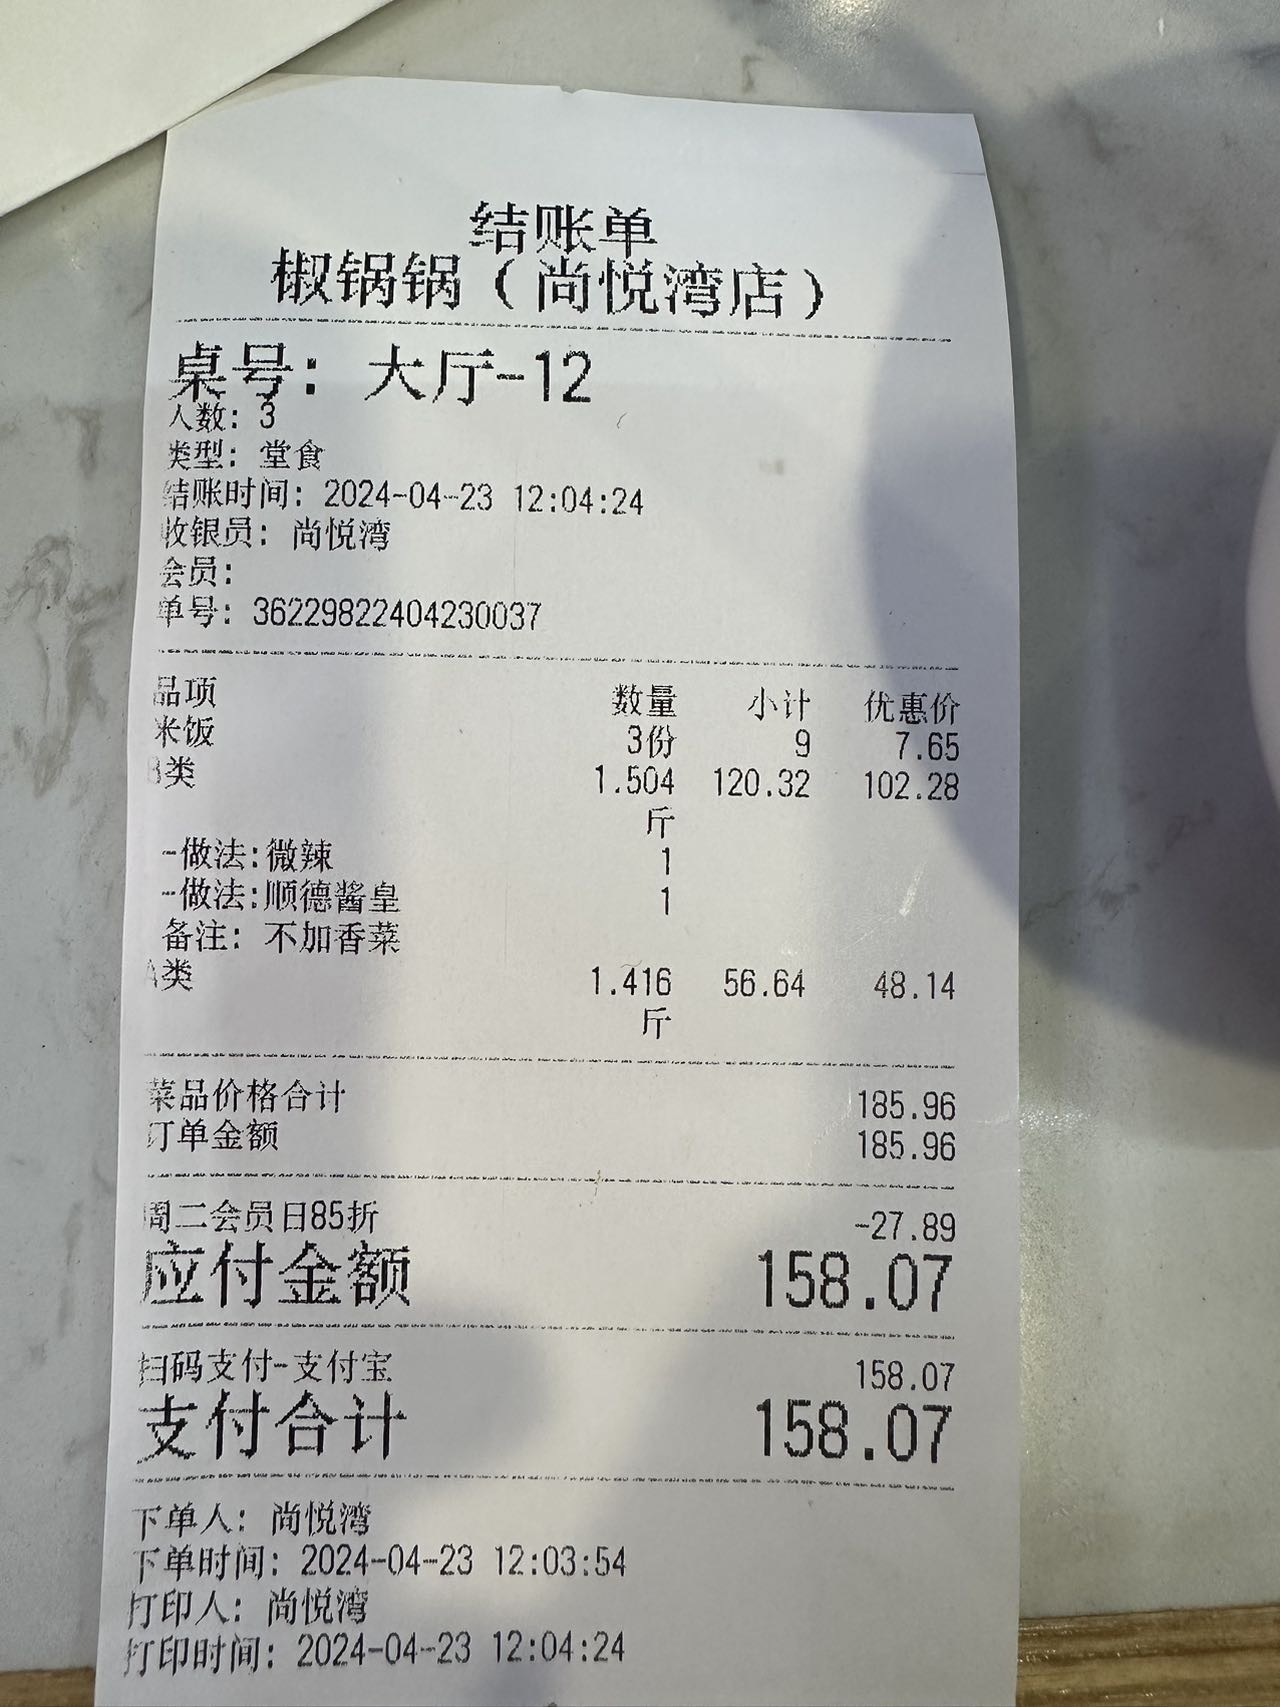 结账单
椒锅锅（尚悦湾店）
桌号：大厅-12
人数：3
类型：堂食
结账时间：2024-04-23 12:04:24
收银员：尚悦湾
会员：
单号：36229822404230037
品项 数量 小计 优惠价
米饭 3份 9 7.65
B类 1.504 120.32 102.28
斤
-做法：微辣 1
-做法：顺德酱皇 1
备注：不加香菜
A类 1.416 56.64 48.14
斤
菜品价格合计 185.96
订单金额 185.96
周二会员日85折 -27.89
应付金额 158.07
扫码支付-支付宝 158.07
支付合计 158.07
下单人：尚悦湾
下单时间：2024-04-23 12:03:54
打印人：尚悦湾
打印时间：2024-04-23 12:04:24